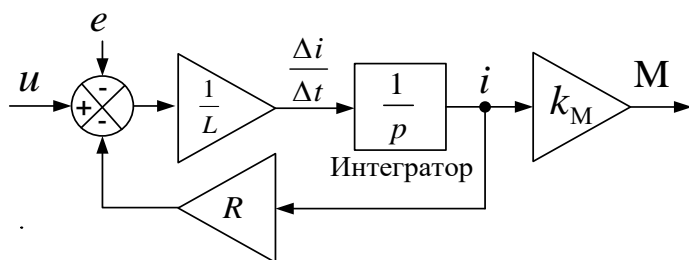 e
u
+
-
-
1/L
Δi/Δt
1/p
Интегратор
i
k_M
M
R
.